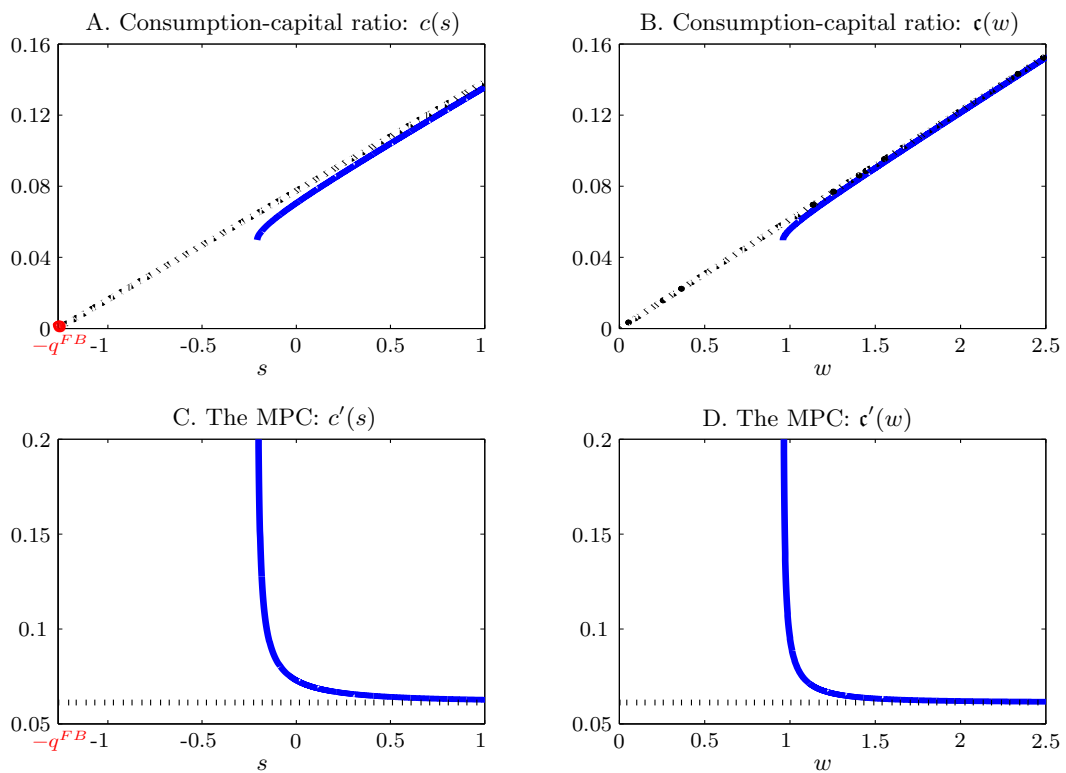 A. Consumption-capital ratio: c(s)
0.16
0.12
0.08
0.04
0
−q^{FB} -1 -0.5 0 0.5 1
s
B. Consumption-capital ratio: 𝔠(w)
0.16
0.12
0.08
0.04
0
0 0.5 1 1.5 2 2.5
w
C. The MPC: c′(s)
0.2
0.15
0.1
0.05
−q^{FB} -1 -0.5 0 0.5 1
s
D. The MPC: 𝔠′(w)
0.2
0.15
0.1
0.05
0 0.5 1 1.5 2 2.5
w